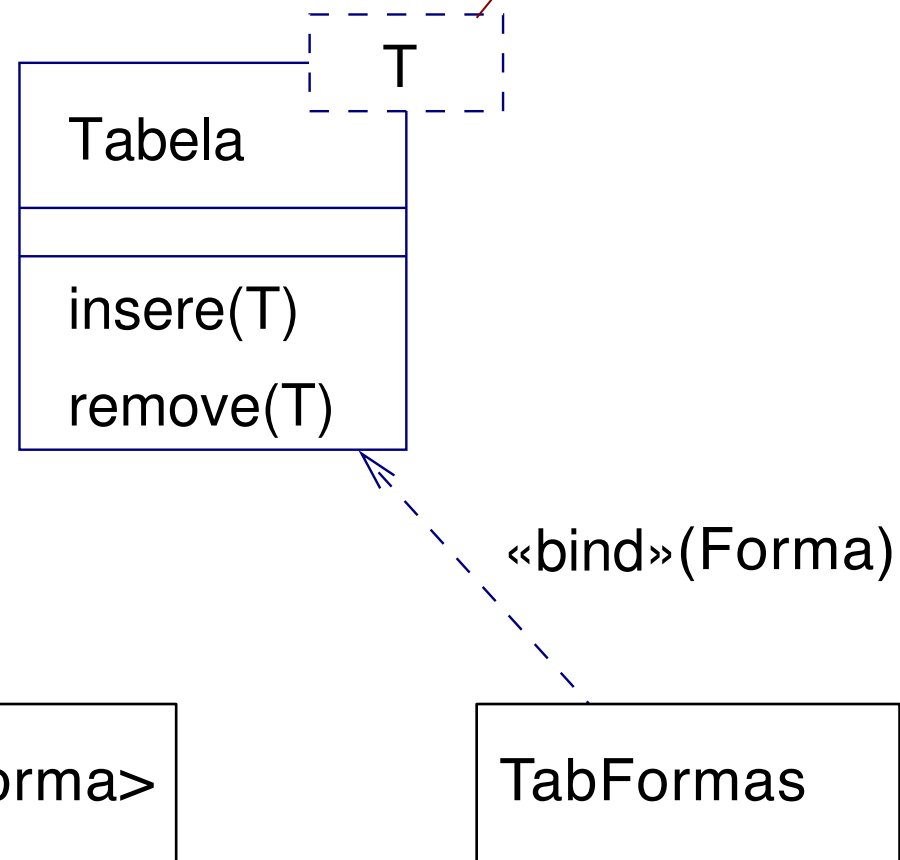 T
Tabela
insere(T)
remove(T)
«bind»(Forma)
orma>
TabFormas